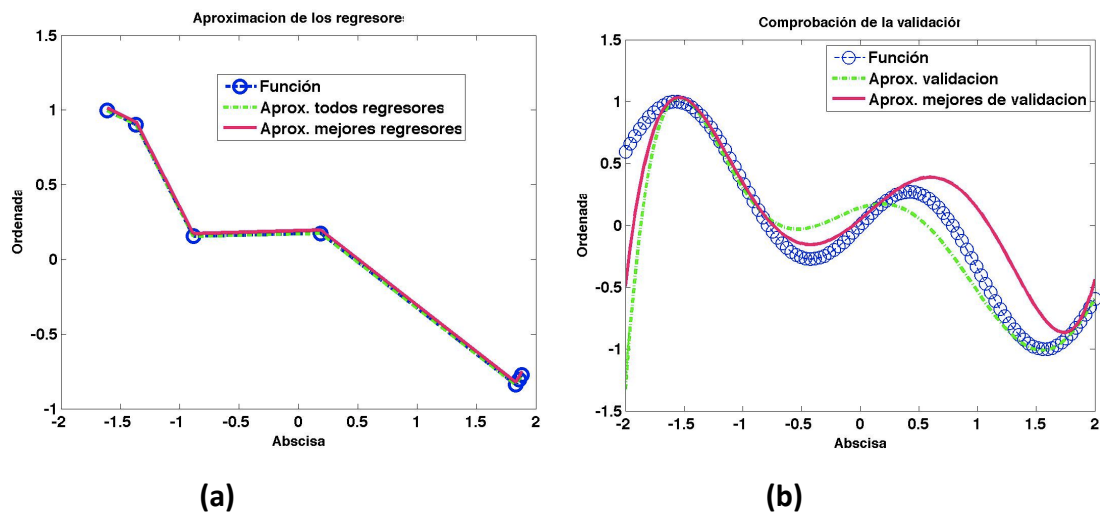 Aproximacion de los regresores
1.5
1
0.5
0
-0.5
-1
-2
-1.5
-1
-0.5
0
0.5
1
1.5
2
Ordenada
Abscisa
Función
Aprox. todos regresores
Aprox. mejores regresores
(a)
Comprobación de la validación
1.5
1
0.5
0
-0.5
-1
-1.5
-2
-1.5
-1
-0.5
0
0.5
1
1.5
2
Ordenada
Abscisa
Función
Aprox. validacion
Aprox. mejores de validacion
(b)